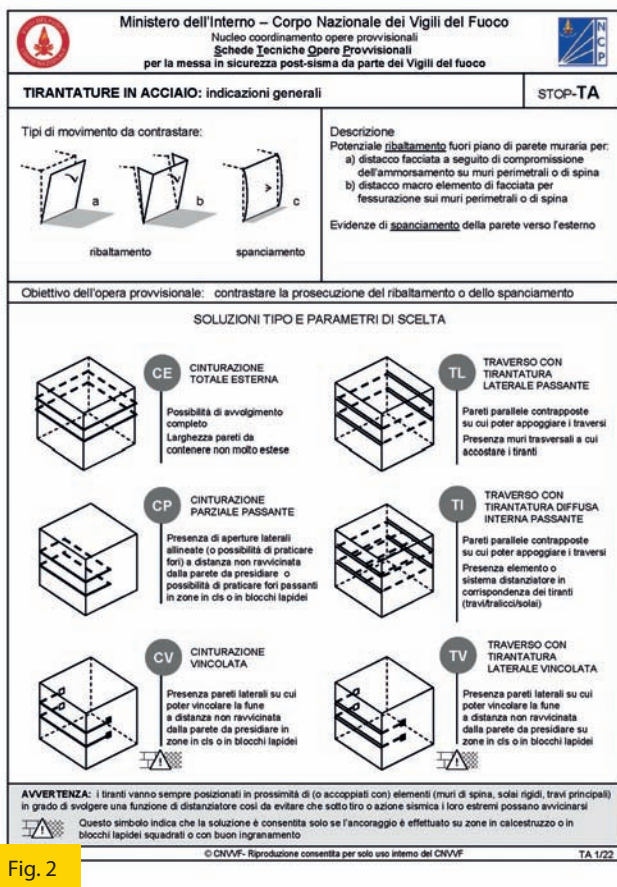 Ministero dell'Interno – Corpo Nazionale dei Vigili del Fuoco
Nucleo coordinamento opere provvisionali
Schede Tecniche Opere Provvisionali
per la messa in sicurezza post-sisma da parte dei Vigili del fuoco
NCP
TIRANTATURE IN ACCIAIO: indicazioni generali
STOP-TA
Tipi di movimento da contrastare:
a
b
c
ribaltamento
spanciamento
Descrizione
Potenziale ribaltamento fuori piano di parete muraria per:
a) distacco facciata a seguito di compromissione
dell'ammorsamento su muri perimetrali o di spina
b) distacco macro elemento di facciata per
fessurazione sui muri perimetrali o di spina
Evidenze di spanciamento della parete verso l'esterno
Obiettivo dell'opera provvisionale: contrastare la prosecuzione del ribaltamento o dello spanciamento
SOLUZIONI TIPO E PARAMETRI DI SCELTA
CE
CINTURAZIONE
TOTALE ESTERNA
Possibilità di avvolgimento
completo
Larghezza pareti da
contenere non molto estese
TL
TRAVERSO CON
TIRANTATURA
LATERALE PASSANTE
Pareti parallele contrapposte
su cui poter appoggiare i traversi
Presenza muri trasversali a cui
accostare i tiranti
CP
CINTURAZIONE
PARZIALE PASSANTE
Presenza di aperture laterali
allineate (o possibilità di praticare
fori) a distanza non ravvicinata
dalla parete da presidiare o
possibilità di praticare fori passanti
in zone in cls o in blocchi lapidei
TI
TRAVERSO CON
TIRANTATURA DIFFUSA
INTERNA PASSANTE
Pareti parallele contrapposte
su cui poter appoggiare i traversi
Presenza elemento o
sistema distanziatore in
corrispondenza dei tiranti
(travi/tralicci/solai)
CV
CINTURAZIONE
VINCOLATA
Presenza pareti laterali su cui
poter vincolare la fune
a distanza non ravvicinata
dalla parete da presidiare in
zone in cls o in blocchi lapidei
TV
TRAVERSO CON
TIRANTATURA
LATERALE VINCOLATA
Presenza pareti laterali su cui
poter vincolare la fune
a distanza non ravvicinata
dalla parete da presidiare su
zone in cls o in blocchi lapidei
AVVERTENZA: i tiranti vanno sempre posizionati in prossimità di (o accoppiati con) elementi (muri di spina, solai rigidi, travi principali)
in grado di svolgere una funzione di distanziatore così da evitare che sotto tiro o azione sismica i loro estremi possano avvicinarsi
Questo simbolo indica che la soluzione è consentita solo se l'ancoraggio è effettuato su zone in calcestruzzo o in
blocchi lapidei squadrati o con buon ingranamento
© CNVVF- Riproduzione consentita per solo uso interno del CNVVF
TA 1/22
Fig. 2